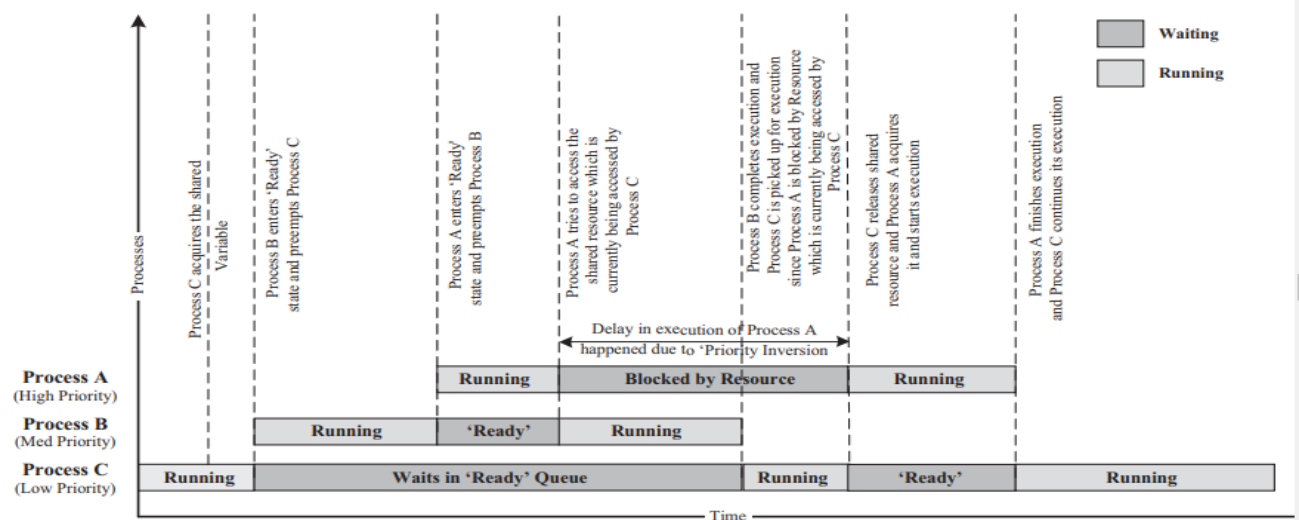 Waiting
Running
Processes
Process C acquires the shared
Variable
Process B enters ‘Ready’
state and preempts Process C
Process A enters ‘Ready’
state and preempts Process B
Process A tries to access the
shared resource which is
currently being accessed by
Process C
Process B completes execution and
Process C is picked up for execution
since Process A is blocked by Resource
which is currently being accessed by
Process C
Process C releases shared
resource and Process A acquires
it and starts execution
Process A finishes execution
and Process C continues its execution
Delay in execution of Process A
happened due to ‘Priority Inversion
Process A
(High Priority)
Running
Blocked by Resource
Running
Process B
(Med Priority)
Running
‘Ready’
Running
Process C
(Low Priority)
Running
Waits in ‘Ready’ Queue
Running
‘Ready’
Running
Time